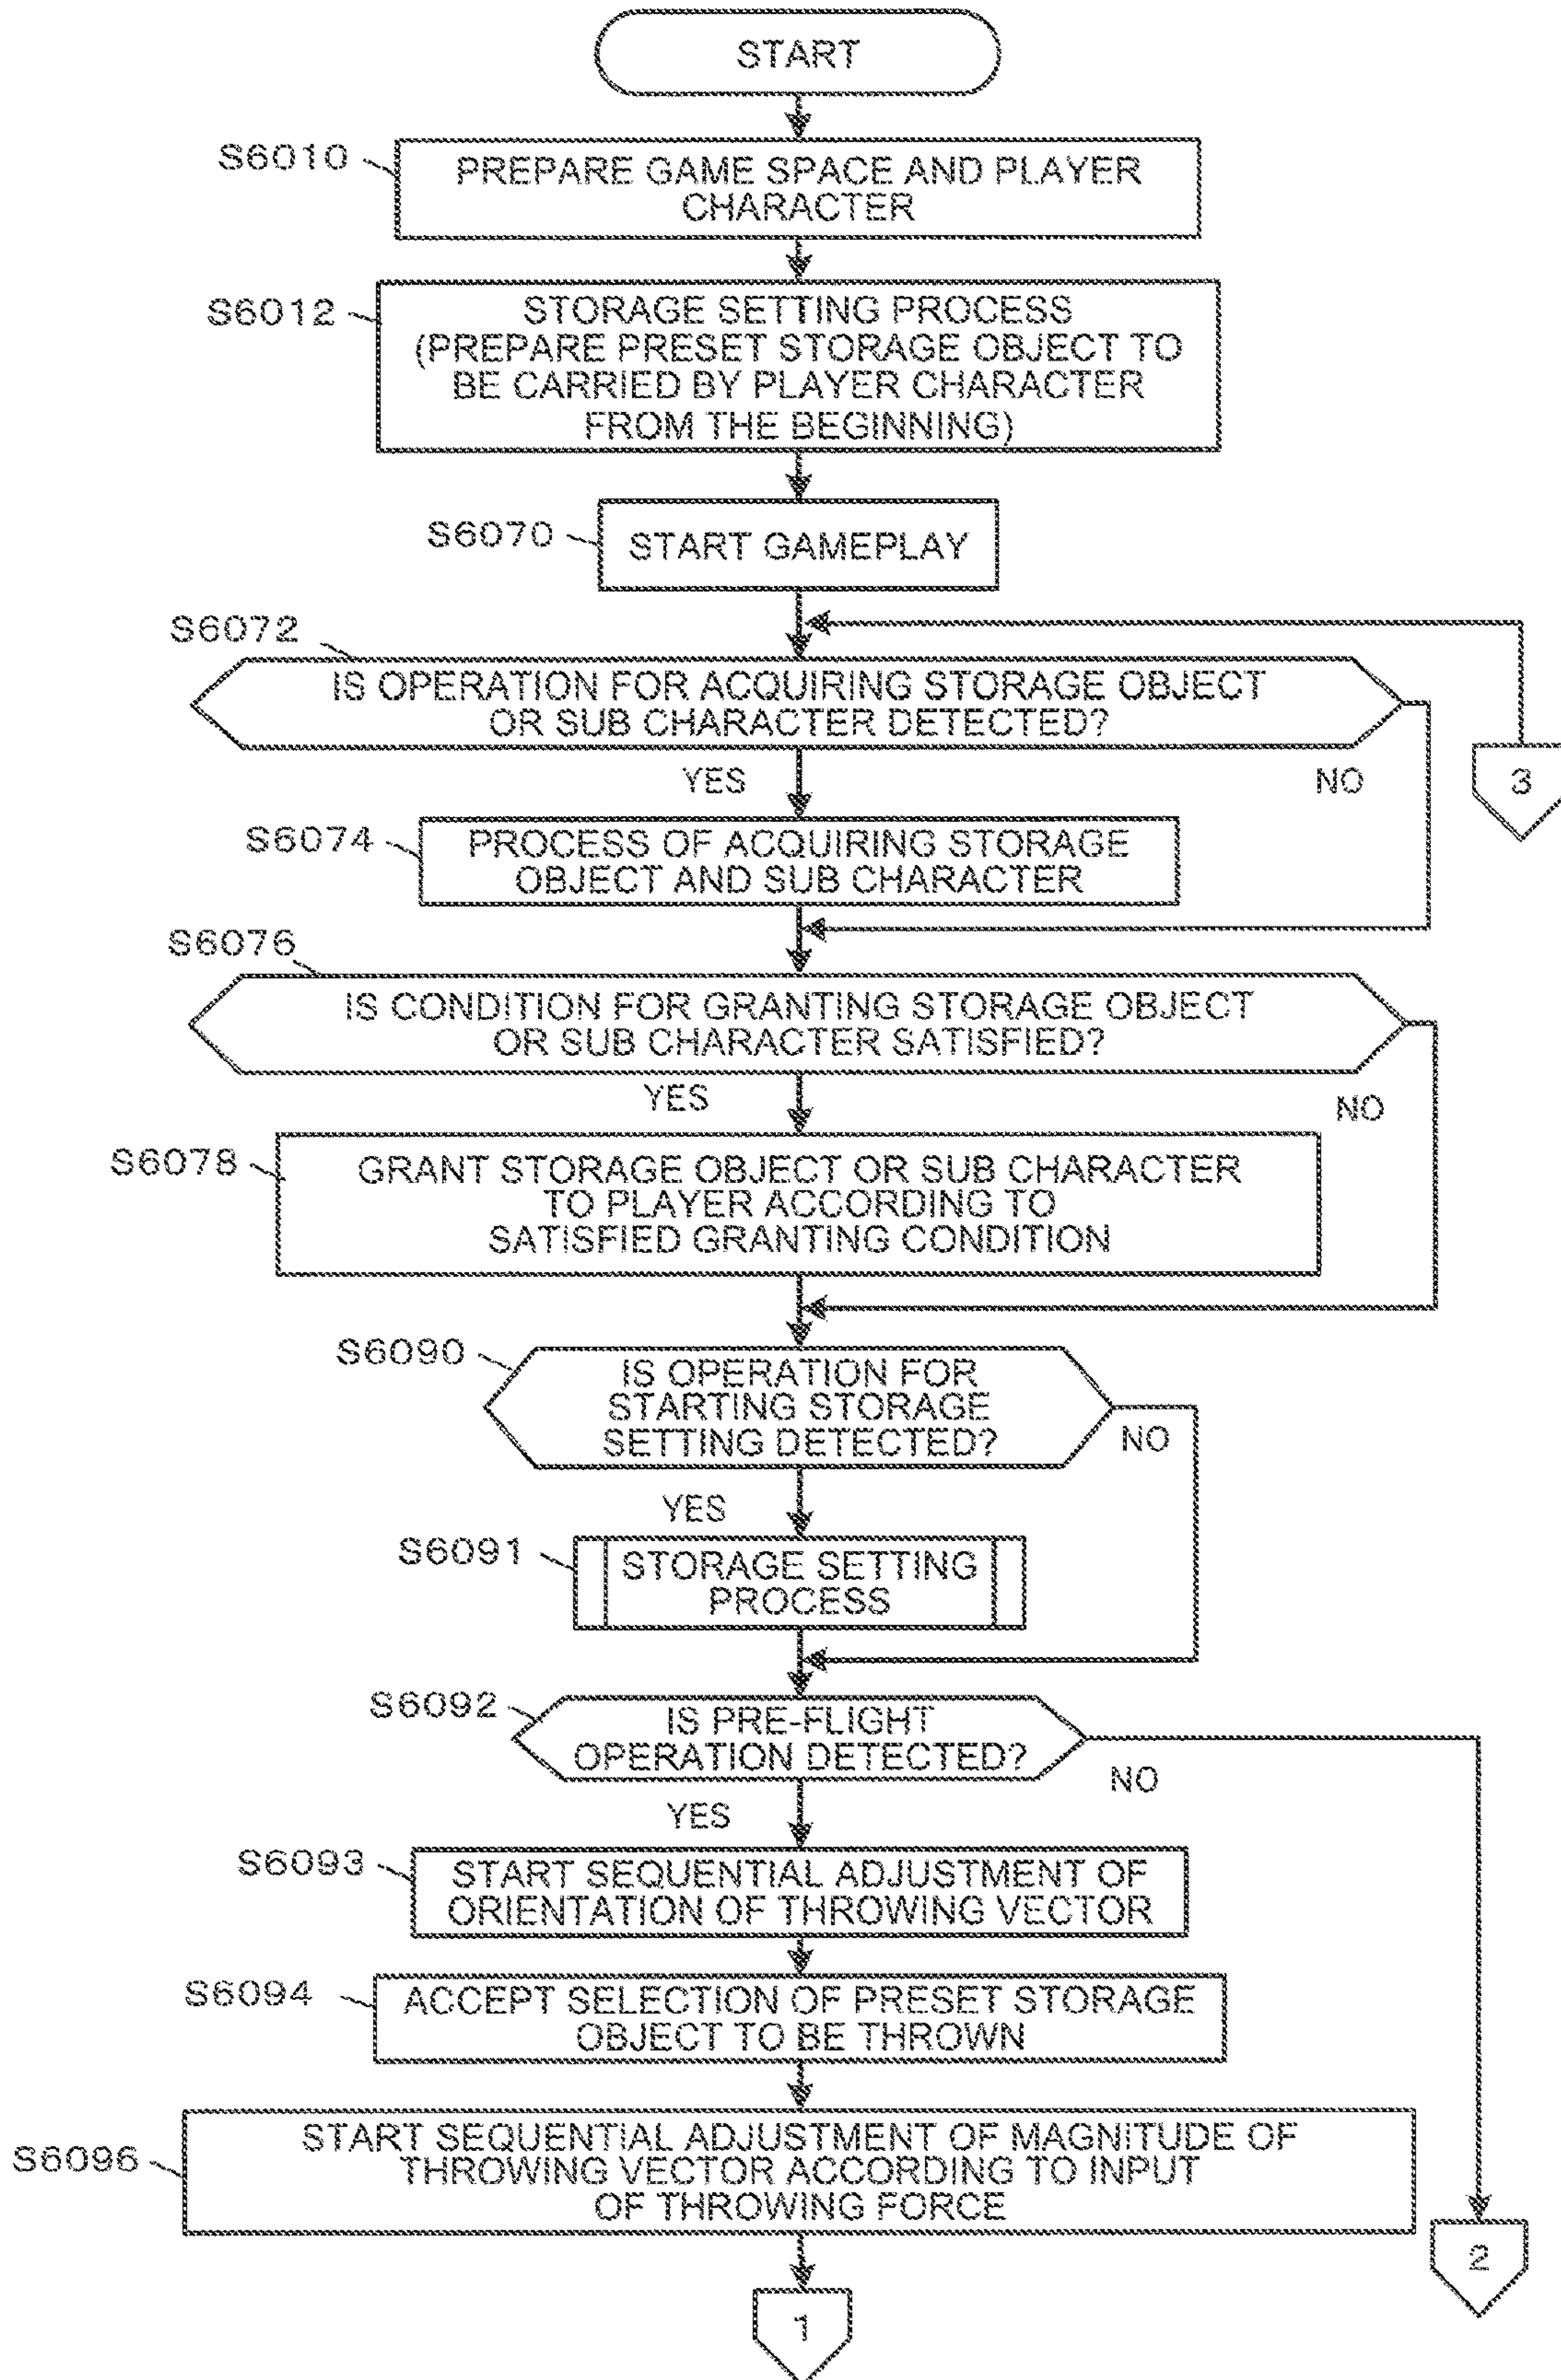 START
S6010
PREPARE GAME SPACE AND PLAYER
CHARACTER
S6012
STORAGE SETTING PROCESS
(PREPARE PRESET STORAGE OBJECT TO
BE CARRIED BY PLAYER CHARACTER
FROM THE BEGINNING)
S6070
START GAMEPLAY
S6072
IS OPERATION FOR ACQUIRING STORAGE OBJECT
OR SUB CHARACTER DETECTED?
YES
NO
3
S6074
PROCESS OF ACQUIRING STORAGE
OBJECT AND SUB CHARACTER
S6076
IS CONDITION FOR GRANTING STORAGE OBJECT
OR SUB CHARACTER SATISFIED?
YES
NO
S6078
GRANT STORAGE OBJECT OR SUB CHARACTER
TO PLAYER ACCORDING TO
SATISFIED GRANTING CONDITION
S6090
IS OPERATION FOR
STARTING STORAGE
SETTING DETECTED?
NO
YES
S6091
STORAGE SETTING
PROCESS
S6092
IS PRE-FLIGHT
OPERATION DETECTED?
NO
YES
S6093
START SEQUENTIAL ADJUSTMENT OF
ORIENTATION OF THROWING VECTOR
S6094
ACCEPT SELECTION OF PRESET STORAGE
OBJECT TO BE THROWN
S6096
START SEQUENTIAL ADJUSTMENT OF MAGNITUDE OF
THROWING VECTOR ACCORDING TO INPUT
OF THROWING FORCE
2
1